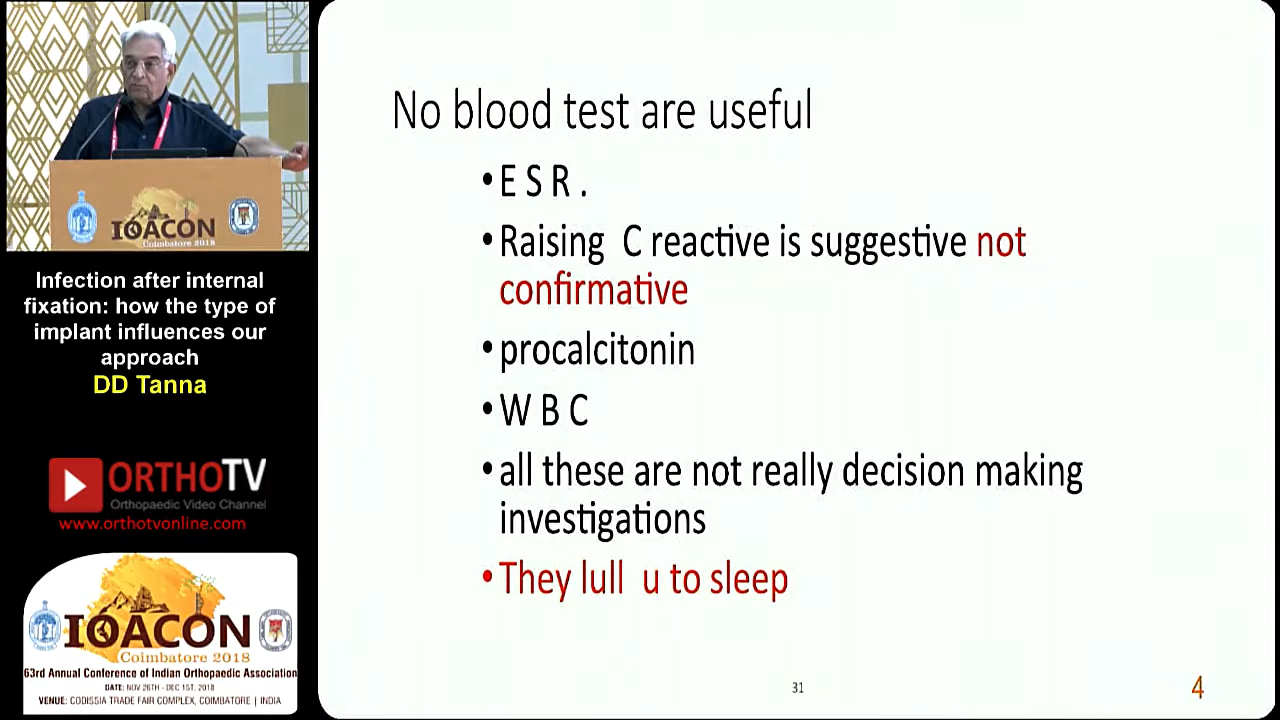 No blood test are useful
•E S R .
•Raising C reactive is suggestive not
confirmative
•procalcitonin
•W B C
•all these are not really decision making
investigations
•They lull u to sleep
31
4
IOACON
Coimbatore 2018
Infection after internal
fixation: how the type of
implant influences our
approach
DD Tanna
ORTHOTV
Orthopaedic Video Channel
www.orthotvonline.com
IOACON
Coimbatore 2018
63rd Annual Conference of Indian Orthopaedic Association
DATE: NOV 26TH - DEC 1ST, 2018
VENUE: CODISSIA TRADE FAIR COMPLEX, COIMBATORE | INDIA